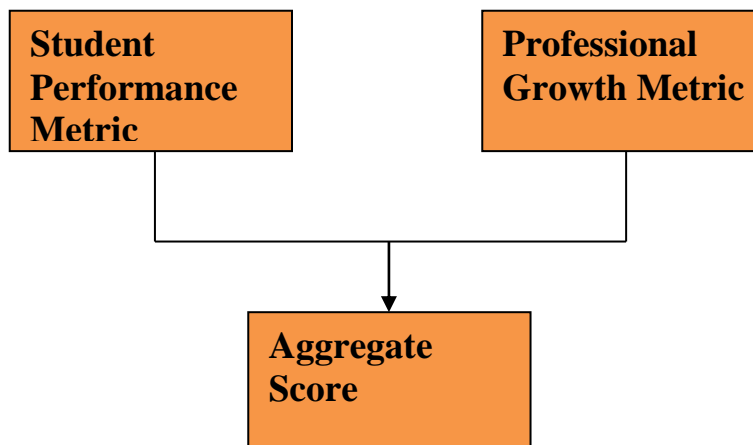 Student
Performance
Metric
Professional
Growth Metric
Aggregate
Score